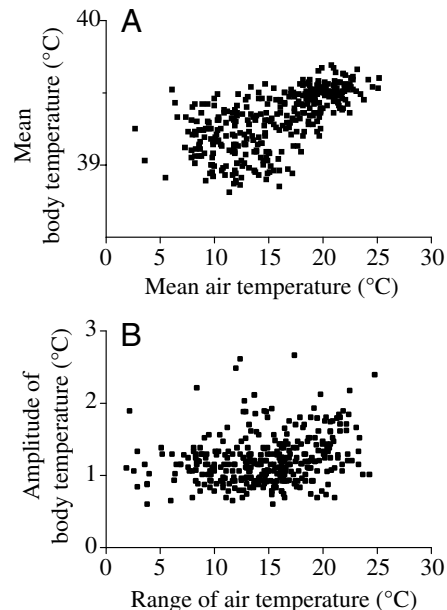 A
40
39
Mean
body temperature (°C)
0 5 10 15 20 25 30
Mean air temperature (°C)
B
3
2
1
0
Amplitude of
body temperature (°C)
0 5 10 15 20 25 30
Range of air temperature (°C)